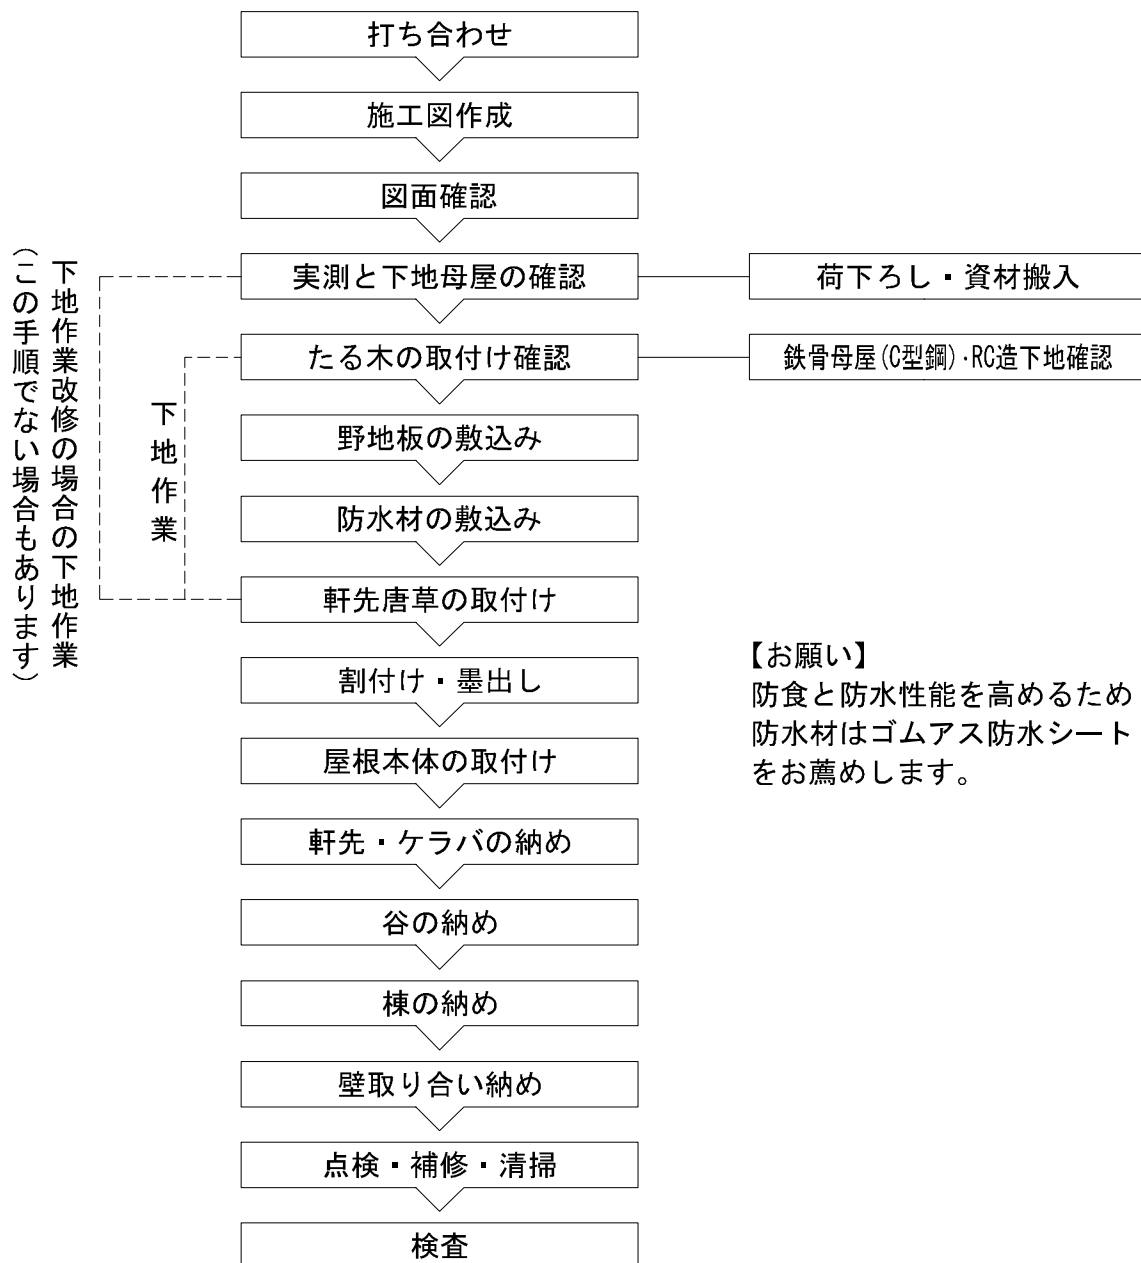 打ち合わせ
施工図作成
図面確認
実測と下地母屋の確認
荷下ろし・資材搬入
たる木の取付け確認
鉄骨母屋(C型鋼)・RC造下地確認
野地板の敷込み
防水材の敷込み
軒先唐草の取付け
下地作業改修の場合の下地作業
(この手順でない場合もあります)
下地作業
割付け・墨出し
屋根本体の取付け
軒先・ケラバの納め
谷の納め
棟の納め
壁取り合い納め
点検・補修・清掃
検査
【お願い】
防食と防水性能を高めるため
防水材はゴムアス防水シート
をお薦めします。